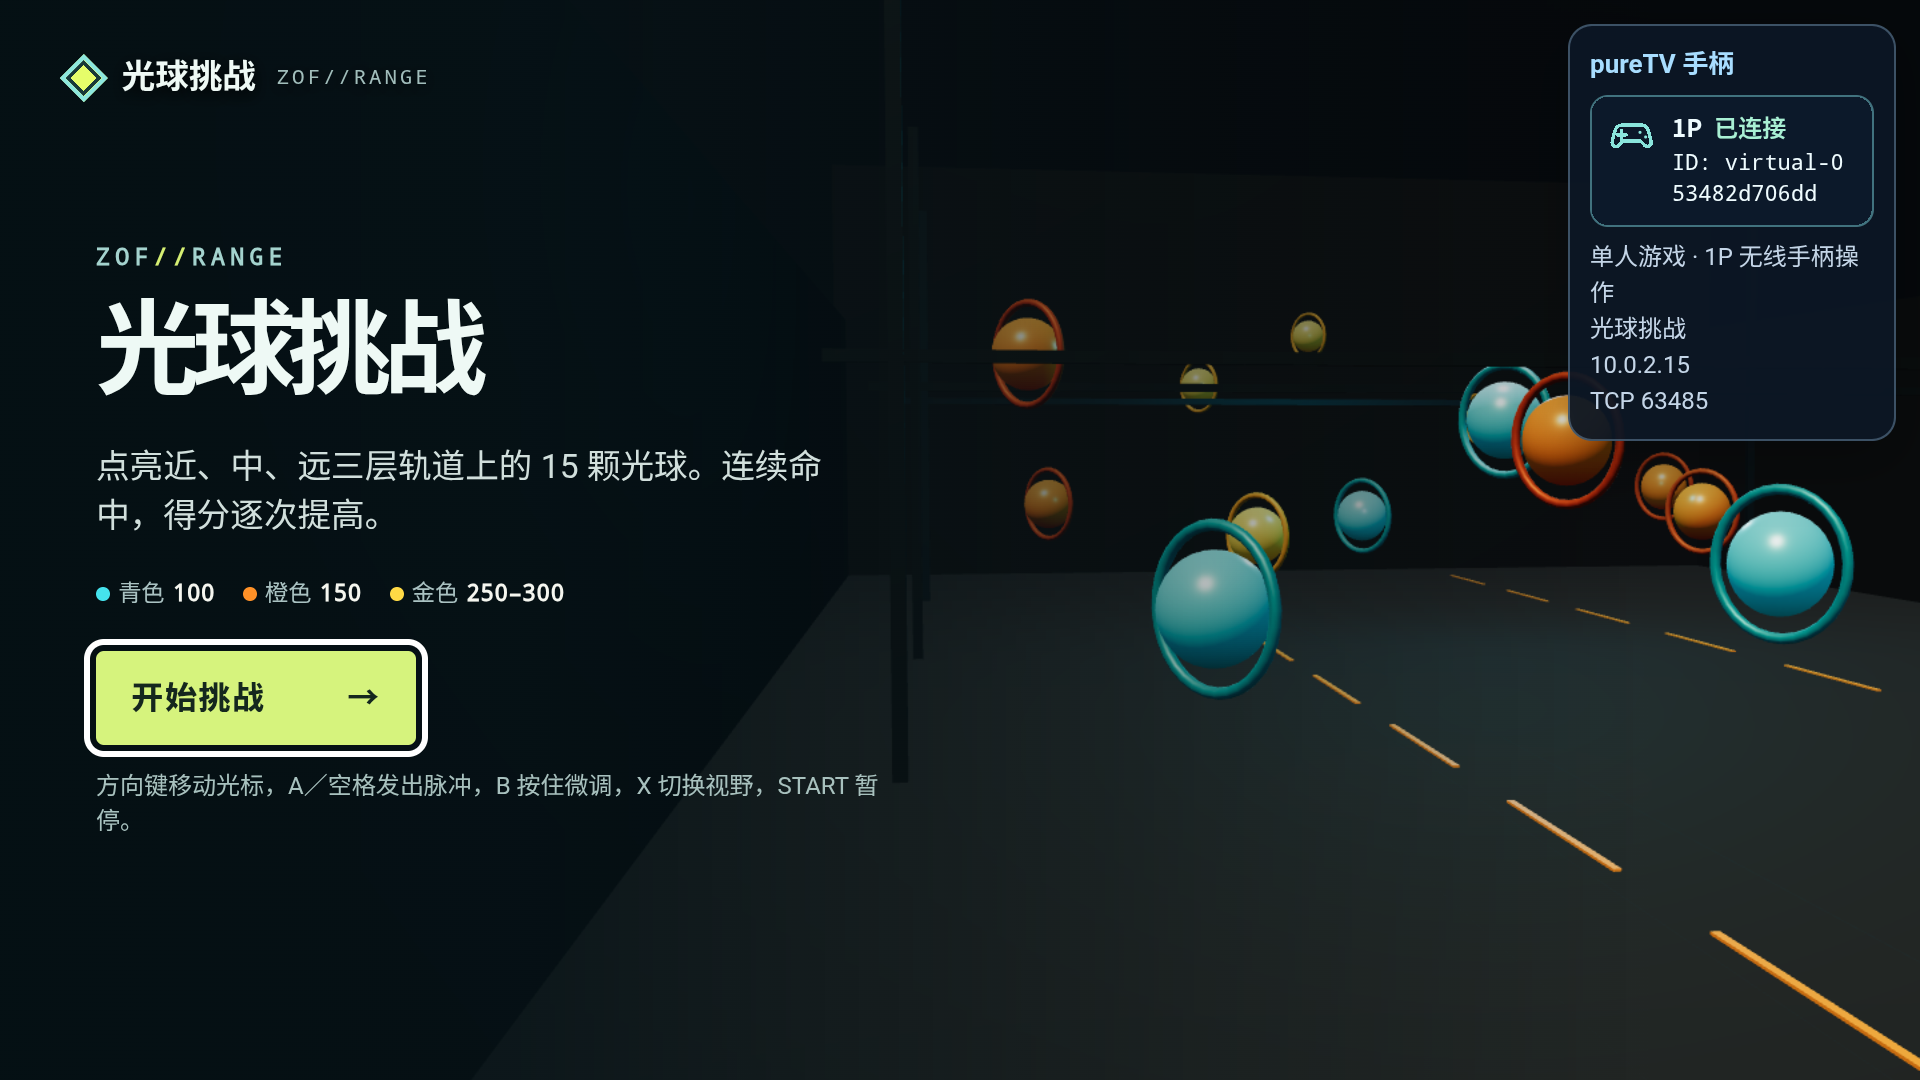 光球挑战 ZOF//RANGE
ZOF//RANGE
光球挑战
点亮近、中、远三层轨道上的 15 颗光球。连续命
中，得分逐次提高。
青色 100 橙色 150 金色 250–300
开始挑战 →
方向键移动光标，A／空格发出脉冲，B 按住微调，X 切换视野，START 暂
停。
pureTV 手柄
1P 已连接
ID: virtual-0
53482d706dd
单人游戏 · 1P 无线手柄操
作
光球挑战
10.0.2.15
TCP 63485